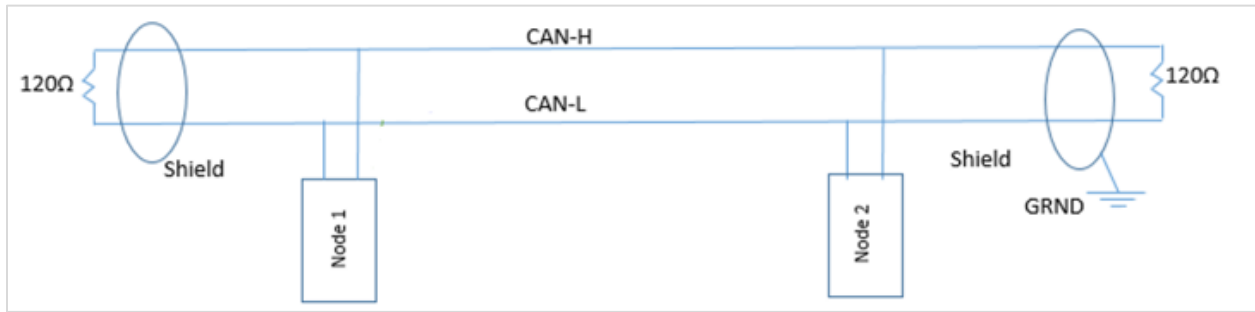 CAN-H
120Ω
120Ω
CAN-L
Shield
Shield
Node 1
Node 2
GRND